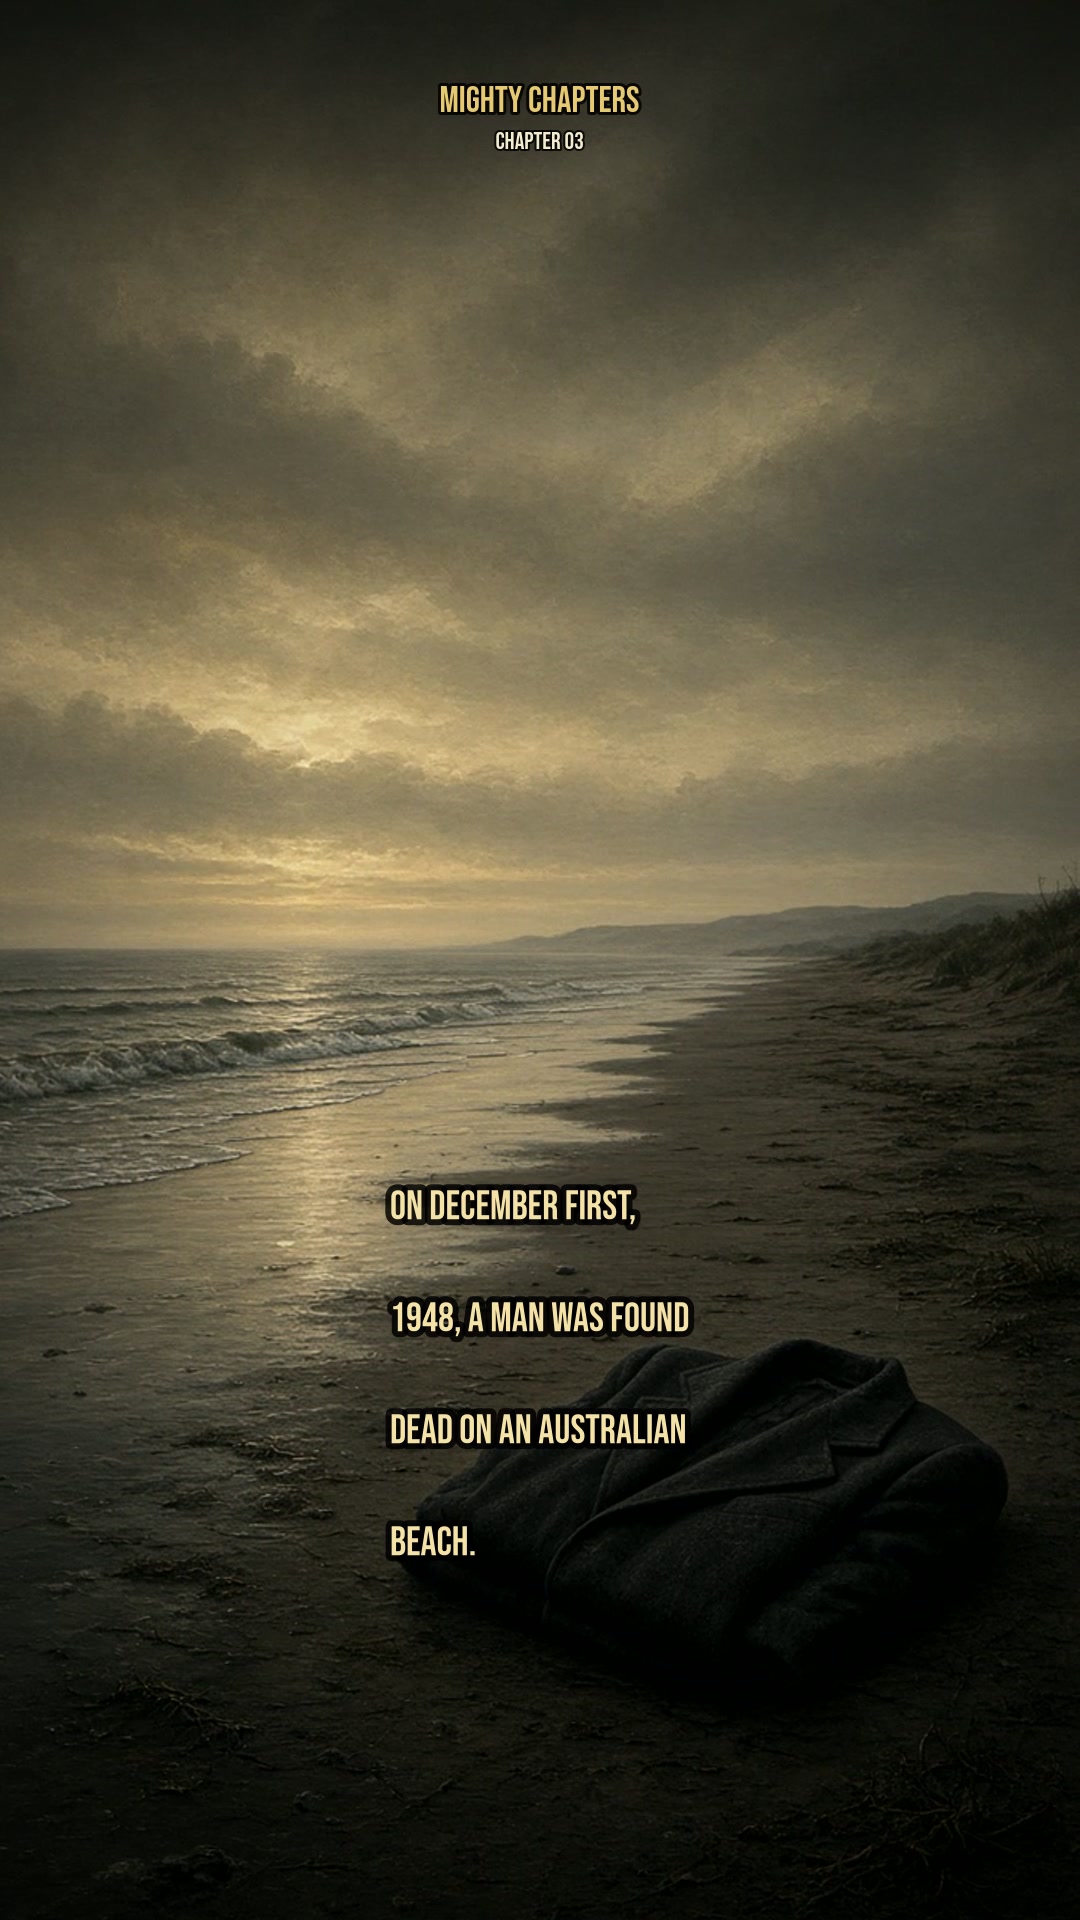 MIGHTY CHAPTERS
CHAPTER 03
ON DECEMBER FIRST,
1948, A MAN WAS FOUND
DEAD ON AN AUSTRALIAN
BEACH.